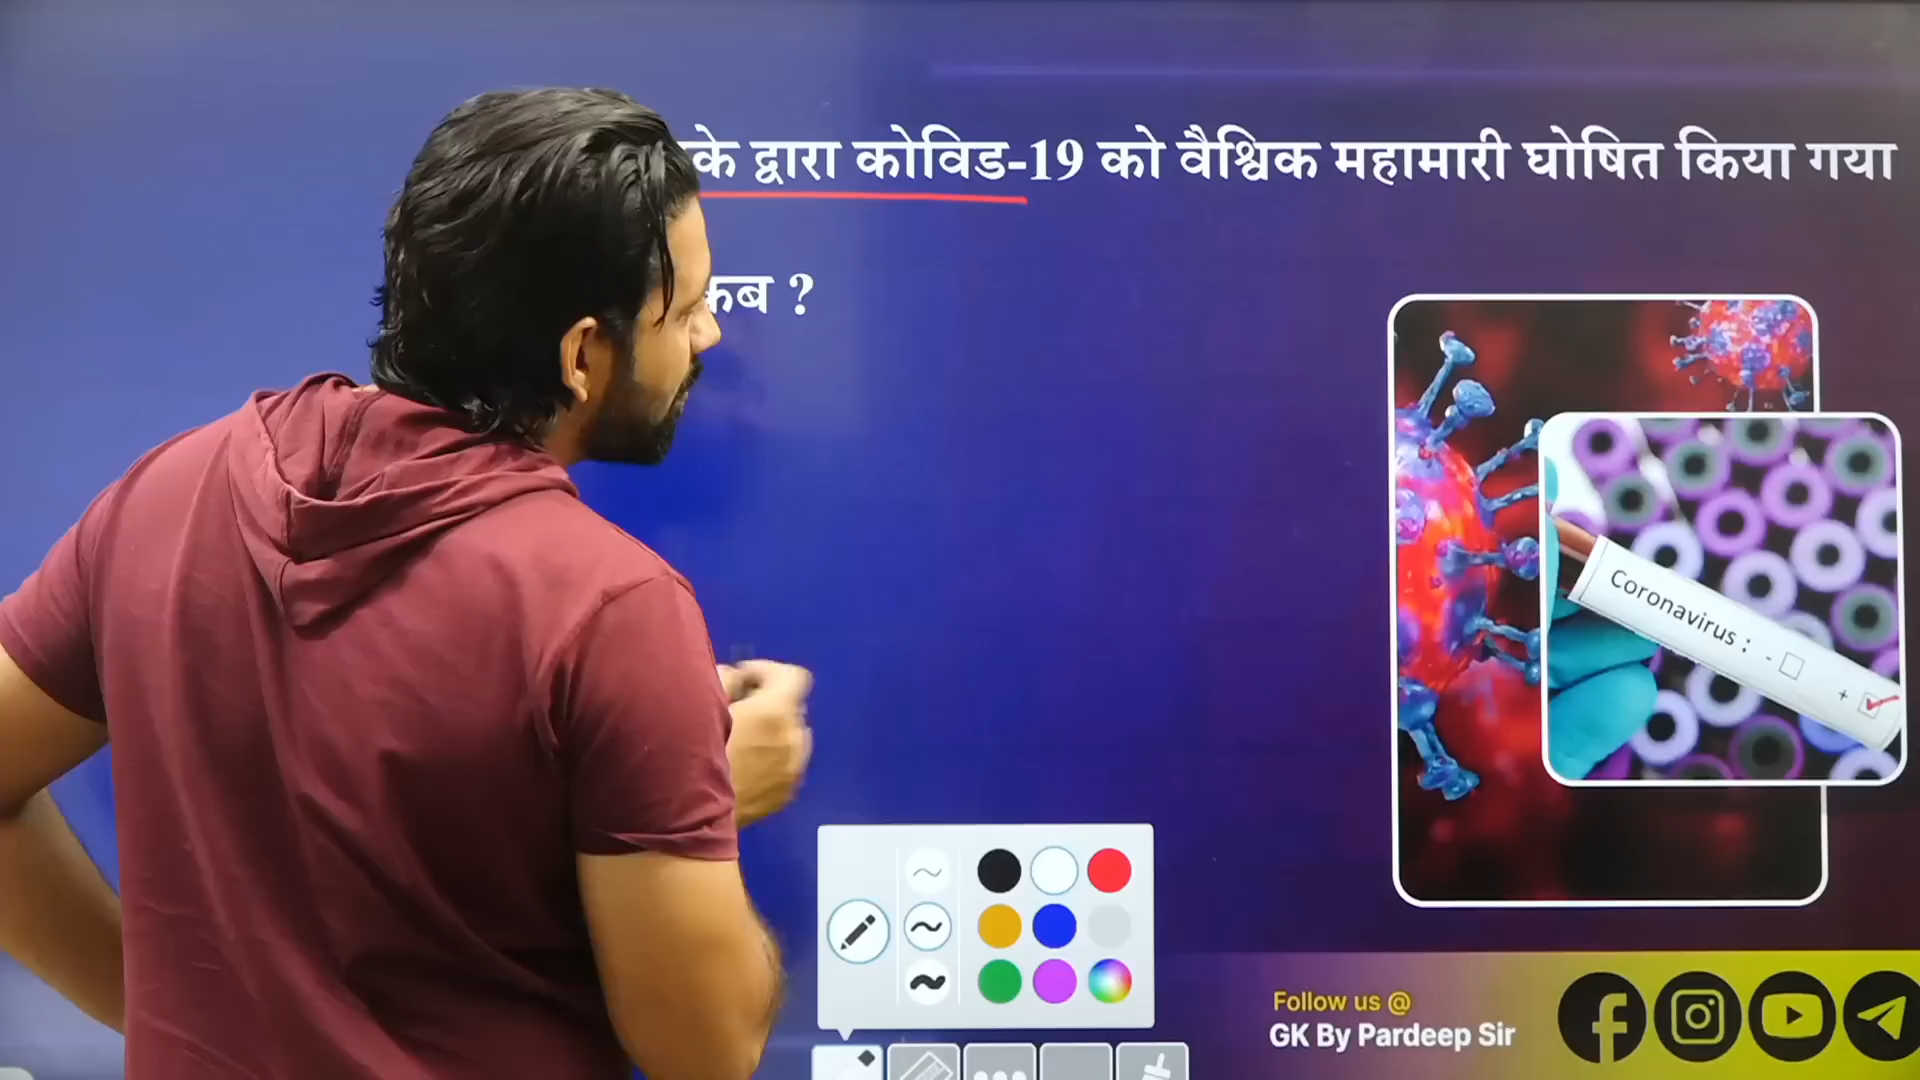 के द्वारा कोविड-19 को वैश्विक महामारी घोषित किया गया
कब ?
Coronavirus : -
+
Follow us @
GK By Pardeep Sir